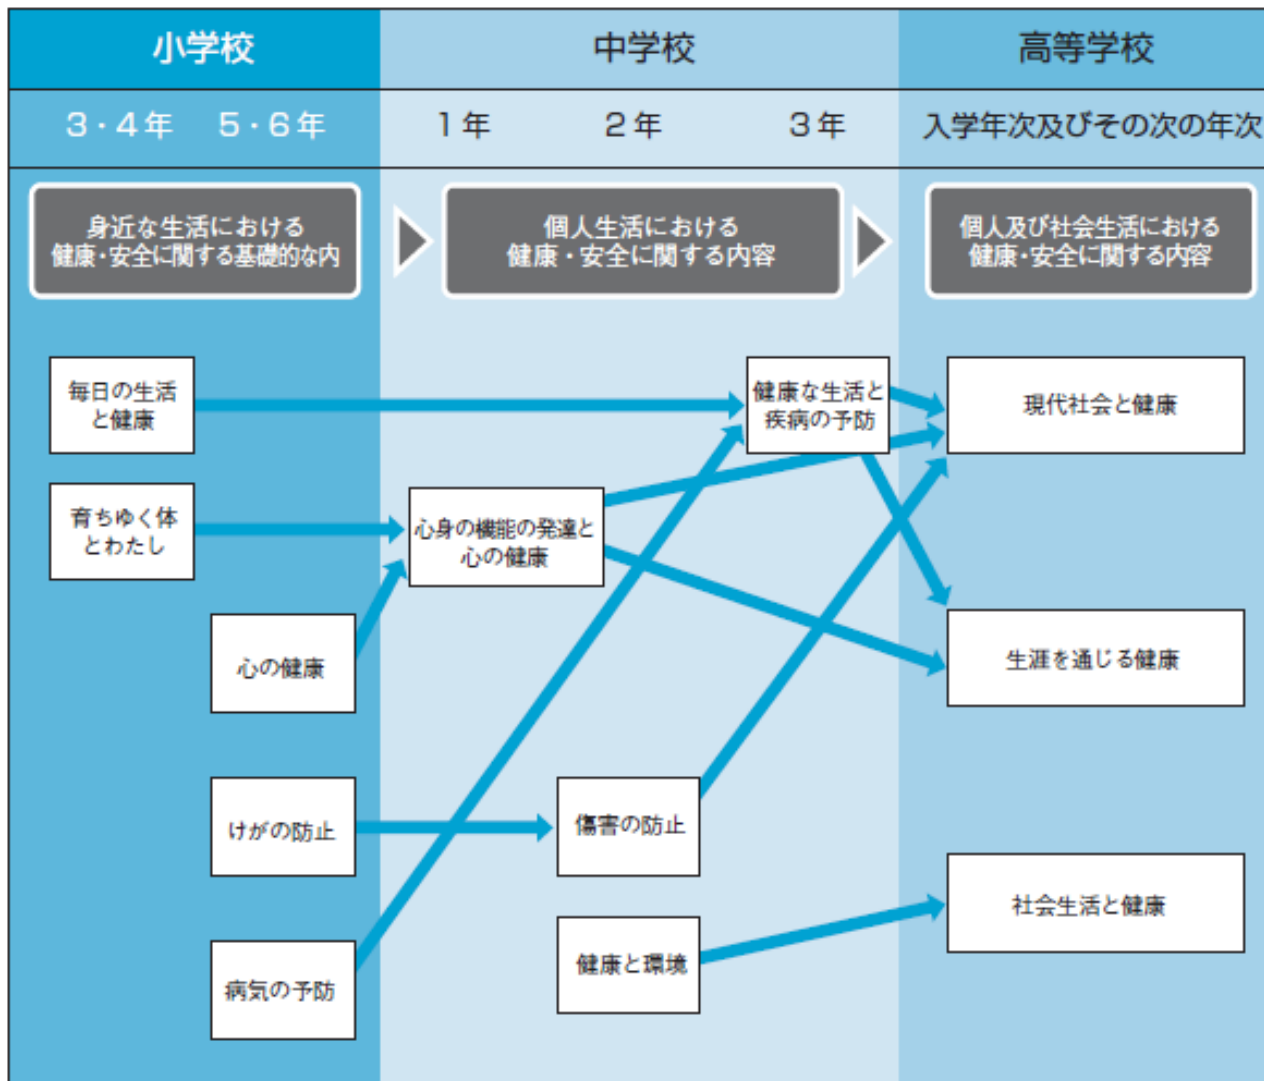 小学校
中学校
高等学校
3・4年
5・6年
1年
2年
3年
入学年次及びその次の年次
身近な生活における
健康・安全に関する基礎的な内
個人生活における
健康・安全に関する内容
個人及び社会生活における
健康・安全に関する内容
毎日の生活
と健康
健康な生活と
疾病の予防
現代社会と健康
育ちゆく体
とわたし
心身の機能の発達と
心の健康
心の健康
生涯を通じる健康
けがの防止
傷害の防止
社会生活と健康
病気の予防
健康と環境